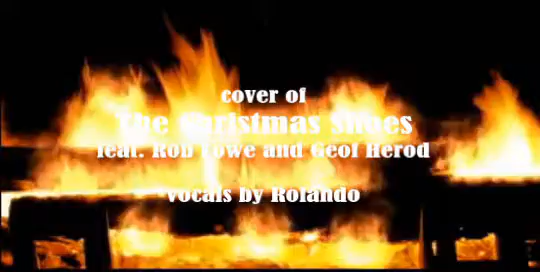 cover of
The Christmas Shoes
feat. Rob Lowe and Geof Herod
vocals by Rolando